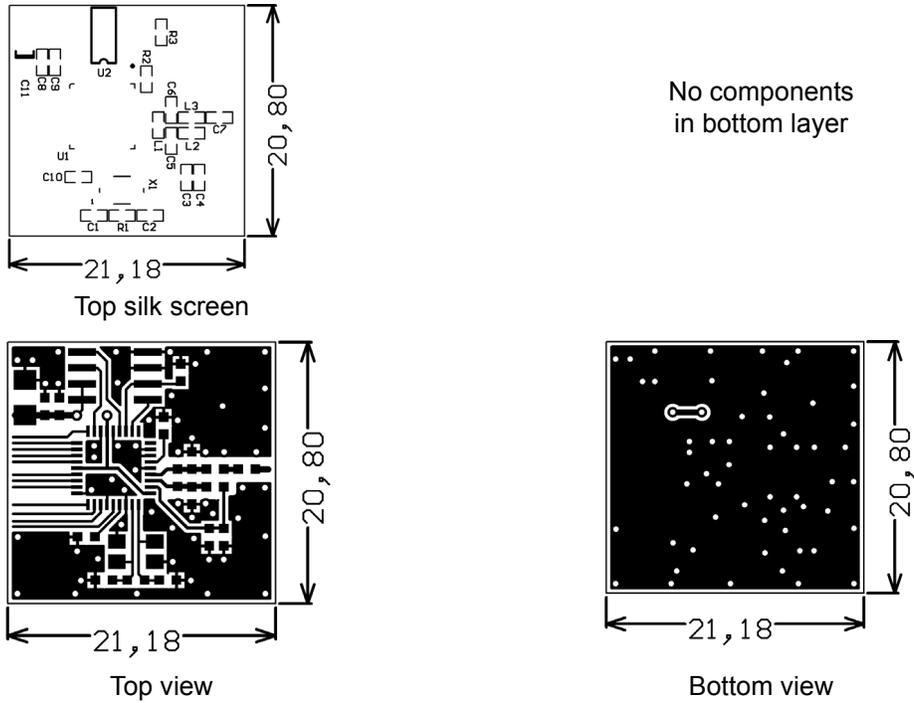 R3
U2
R2
C11
C8
C9
C6
L3
C7
L1
L2
C5
U1
C10
X1
C3
C4
1
C1
R1
C2
20,80
21,18
Top silk screen
No components
in bottom layer
20,80
21,18
Top view
20,80
21,18
Bottom view